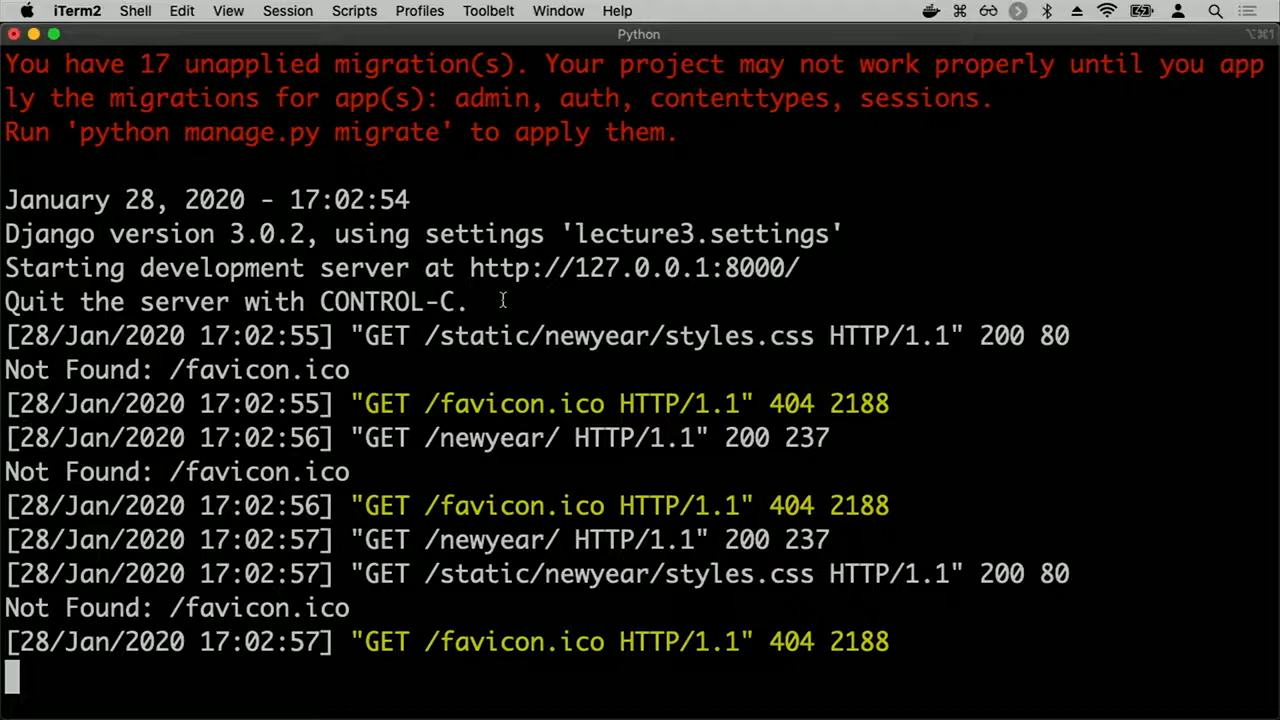 iTerm2 Shell Edit View Session Scripts Profiles Toolbelt Window Help
Python
⌥⌘1
You have 17 unapplied migration(s). Your project may not work properly until you app
ly the migrations for app(s): admin, auth, contenttypes, sessions.
Run 'python manage.py migrate' to apply them.
January 28, 2020 - 17:02:54
Django version 3.0.2, using settings 'lecture3.settings'
Starting development server at http://127.0.0.1:8000/
Quit the server with CONTROL-C.
[28/Jan/2020 17:02:55] "GET /static/newyear/styles.css HTTP/1.1" 200 80
Not Found: /favicon.ico
[28/Jan/2020 17:02:55] "GET /favicon.ico HTTP/1.1" 404 2188
[28/Jan/2020 17:02:56] "GET /newyear/ HTTP/1.1" 200 237
Not Found: /favicon.ico
[28/Jan/2020 17:02:56] "GET /favicon.ico HTTP/1.1" 404 2188
[28/Jan/2020 17:02:57] "GET /newyear/ HTTP/1.1" 200 237
[28/Jan/2020 17:02:57] "GET /static/newyear/styles.css HTTP/1.1" 200 80
Not Found: /favicon.ico
[28/Jan/2020 17:02:57] "GET /favicon.ico HTTP/1.1" 404 2188